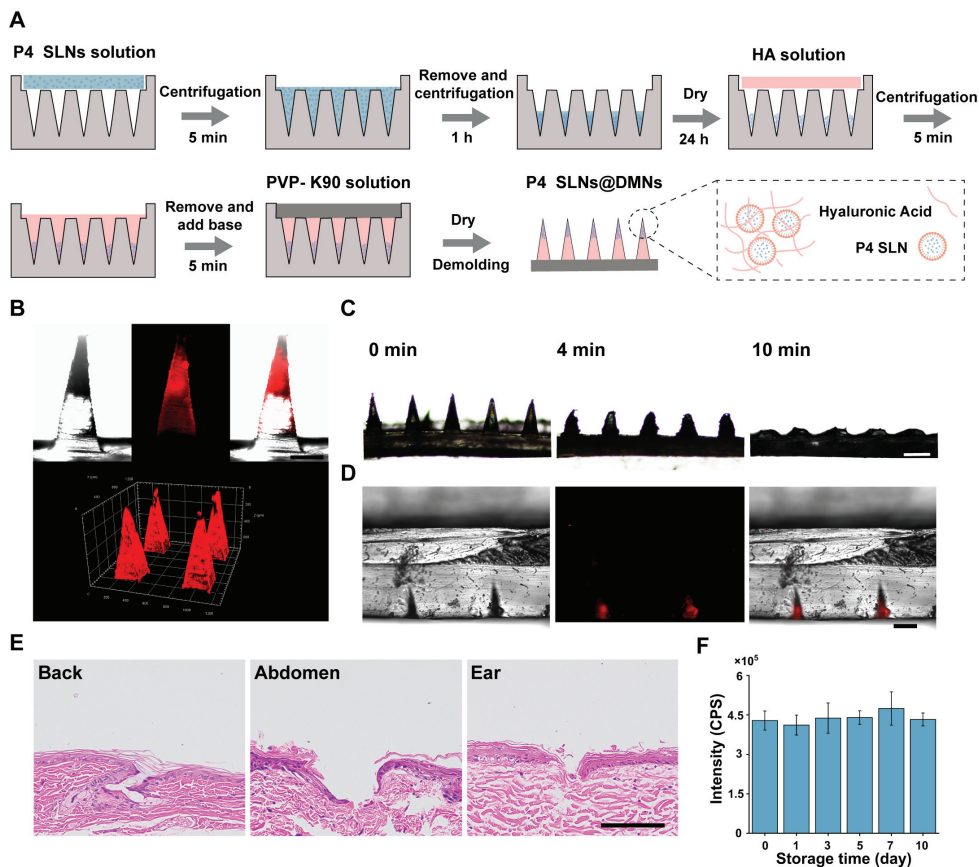 A
P4 SLNs solution
Centrifugation
5 min
Remove and
centrifugation
1 h
Dry
24 h
HA solution
Centrifugation
5 min
Remove and
add base
5 min
PVP- K90 solution
Dry
Demolding
P4 SLNs@DMNs
Hyaluronic Acid
P4 SLN
B
C
0 min
4 min
10 min
D
E
Back
Abdomen
Ear
F
×10⁵
Intensity (CPS)
6
4.5
3
1.5
0
0 1 3 5 7 10
Storage time (day)